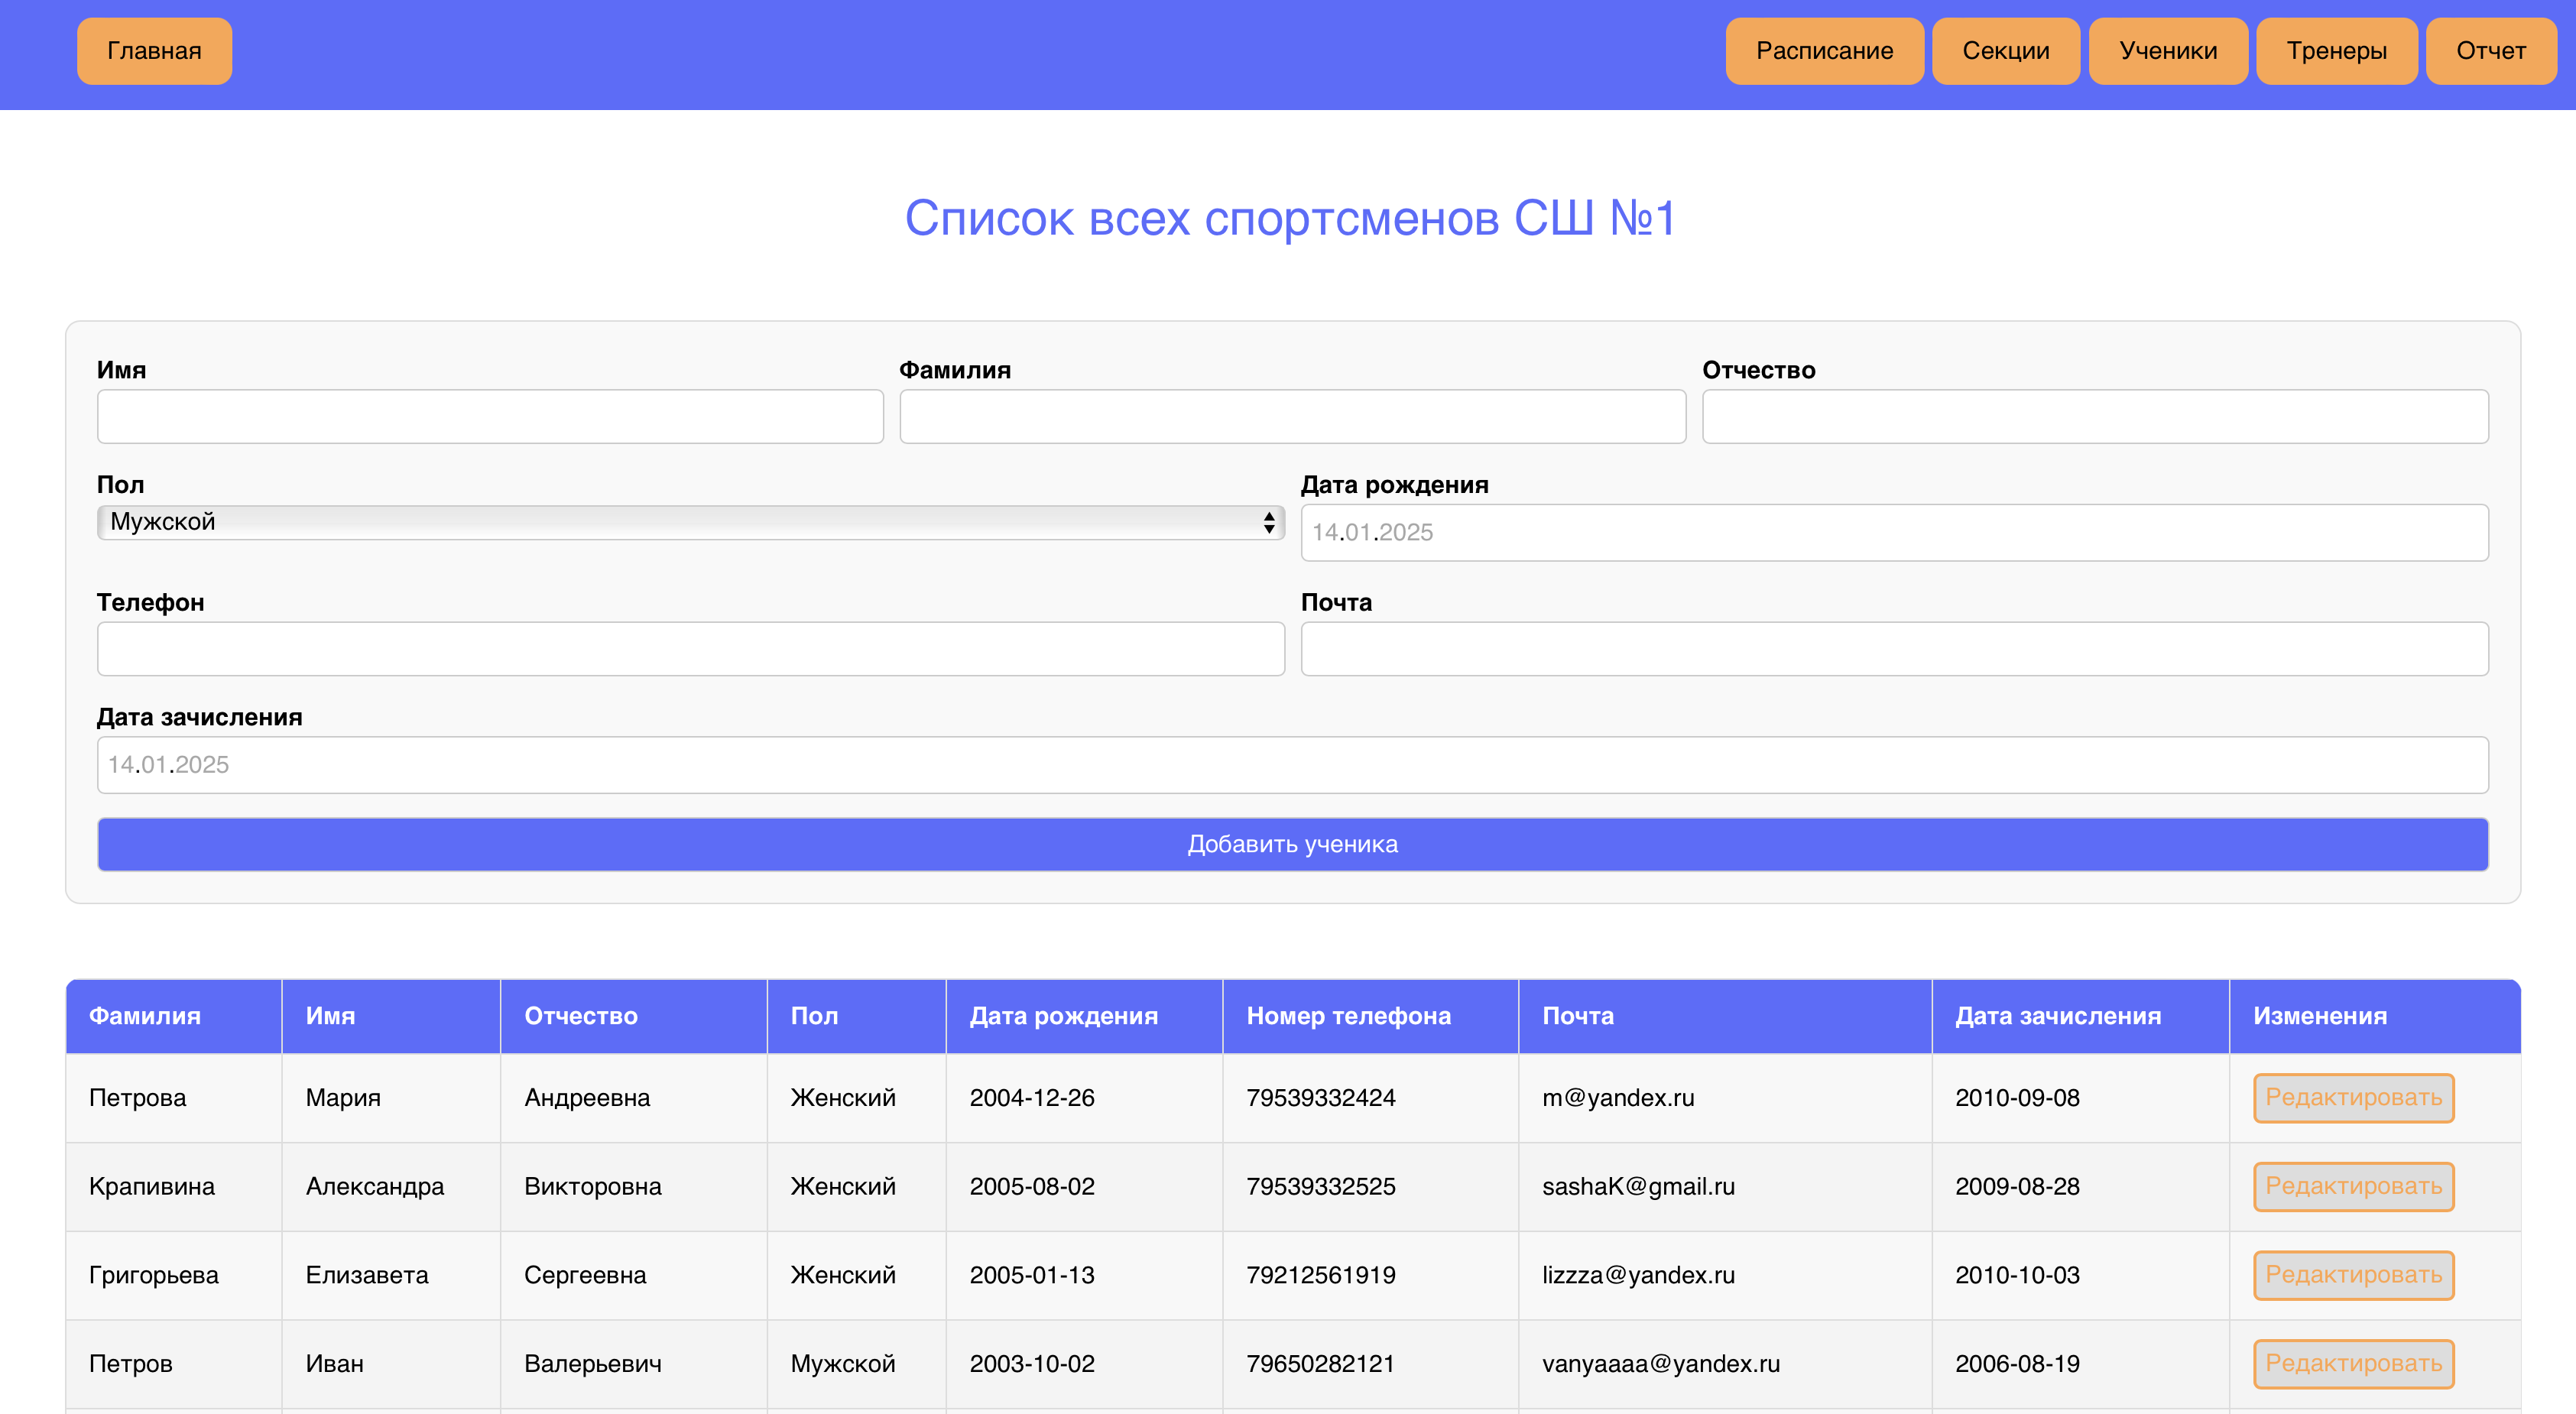 Главная Расписание Секции Ученики Тренеры Отчет
Список всех спортсменов СШ №1
Имя Фамилия Отчество
Пол Дата рождения
Мужской 14.01.2025
Телефон Почта
Дата зачисления
14.01.2025
Добавить ученика
Фамилия Имя Отчество Пол Дата рождения Номер телефона Почта Дата зачисления Изменения
Петрова Мария Андреевна Женский 2004-12-26 79539332424 m@yandex.ru 2010-09-08 Редактировать
Крапивина Александра Викторовна Женский 2005-08-02 79539332525 sashaK@gmail.ru 2009-08-28 Редактировать
Григорьева Елизавета Сергеевна Женский 2005-01-13 79212561919 lizzza@yandex.ru 2010-10-03 Редактировать
Петров Иван Валерьевич Мужской 2003-10-02 79650282121 vanyaaaa@yandex.ru 2006-08-19 Редактировать